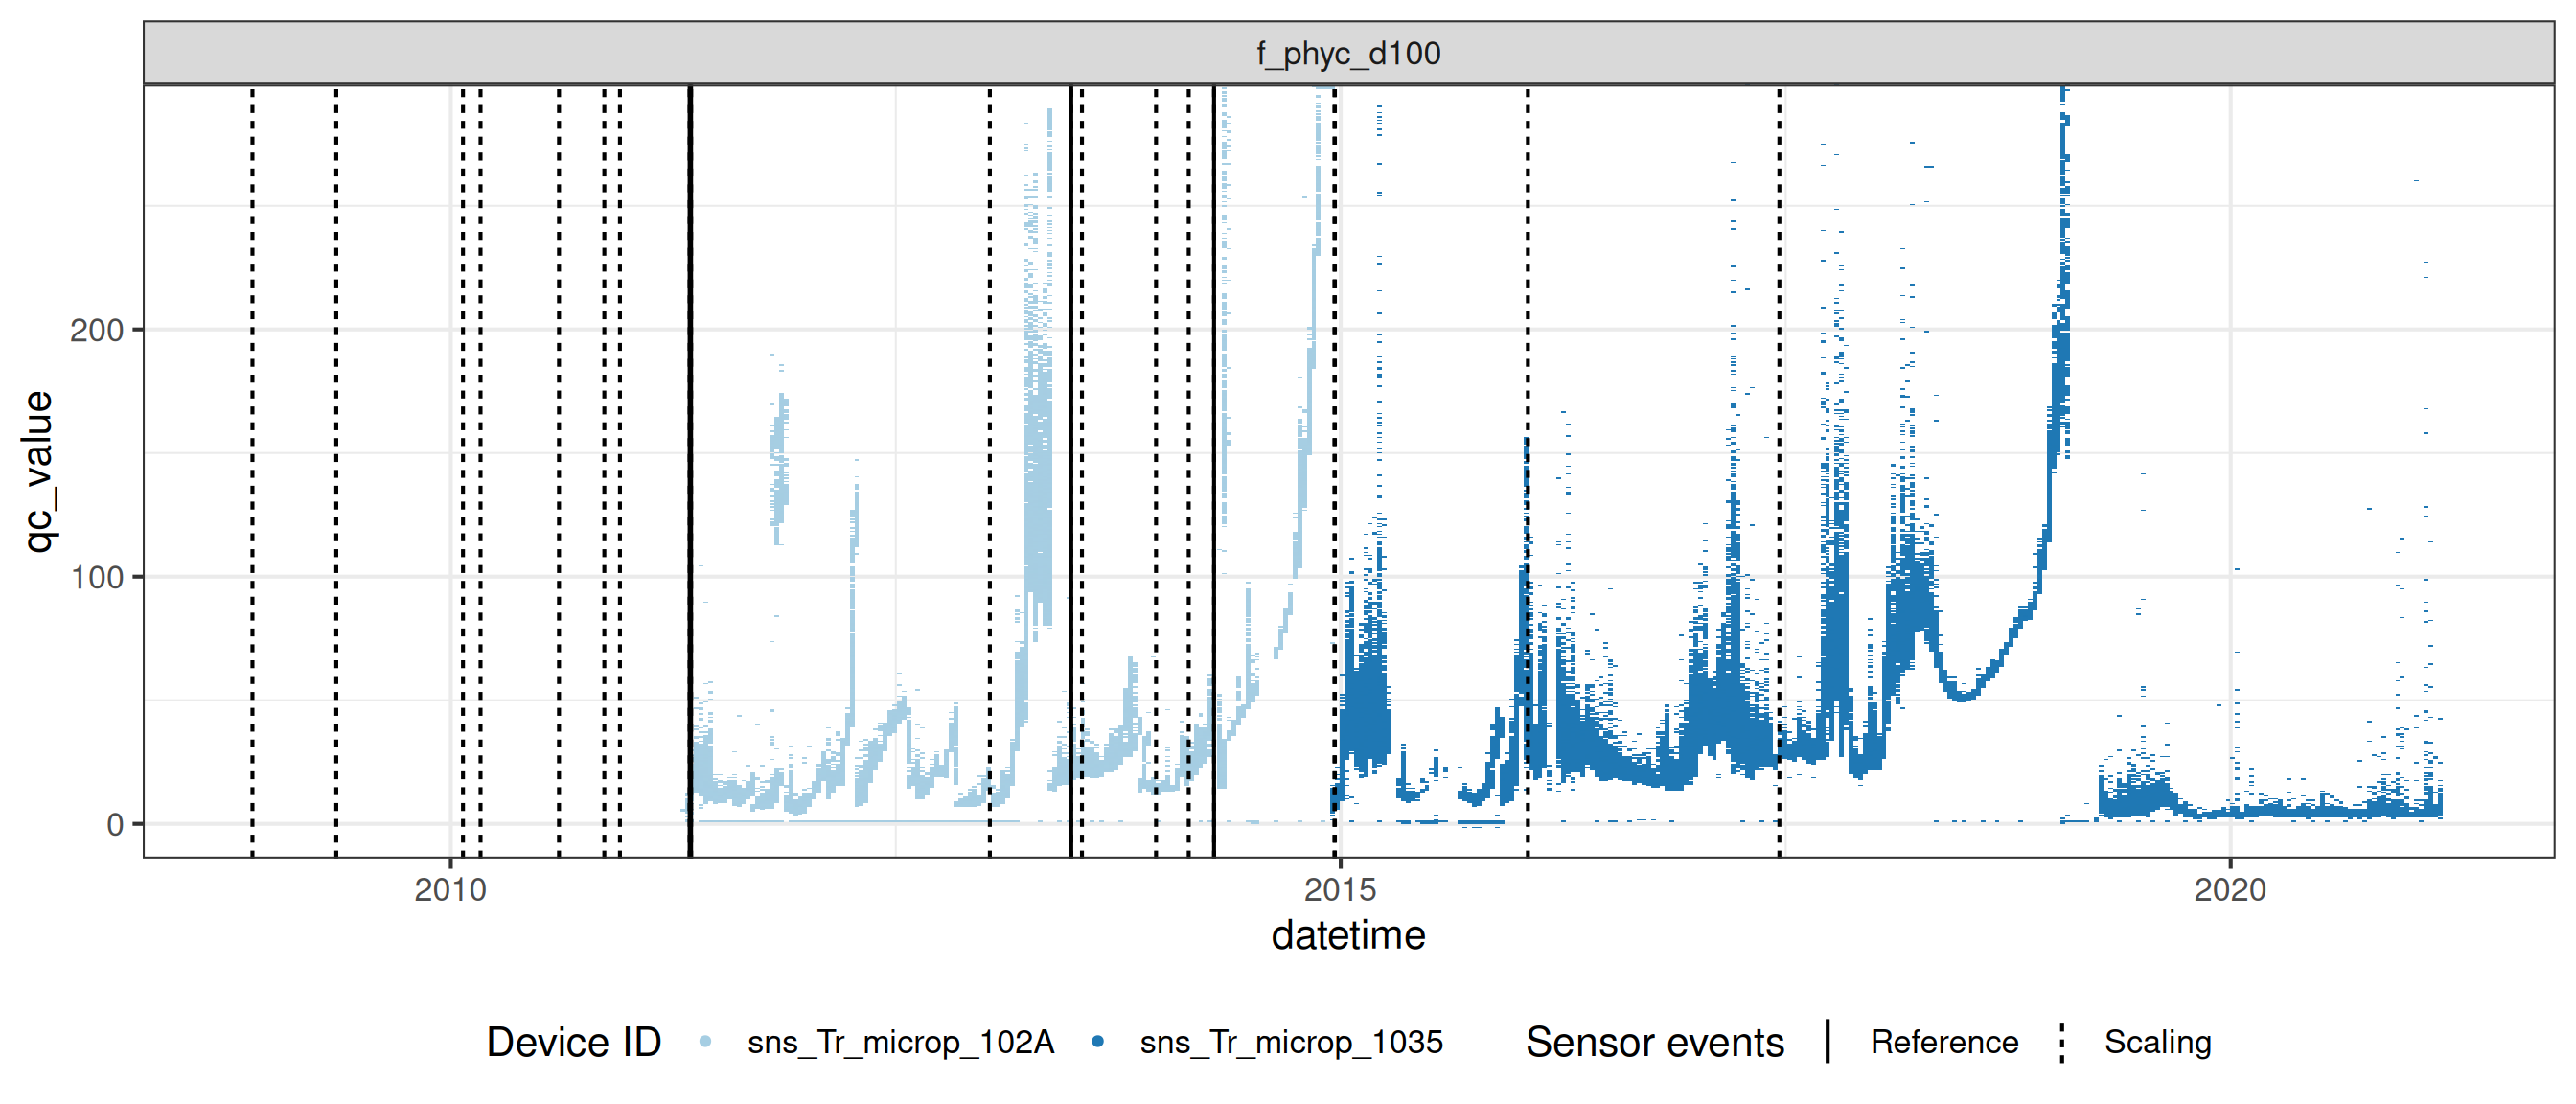 f_phyc_d100
qc_value
200
100
0
2010
2015
2020
datetime
Device ID
sns_Tr_microp_102A
sns_Tr_microp_1035
Sensor events
Reference
Scaling